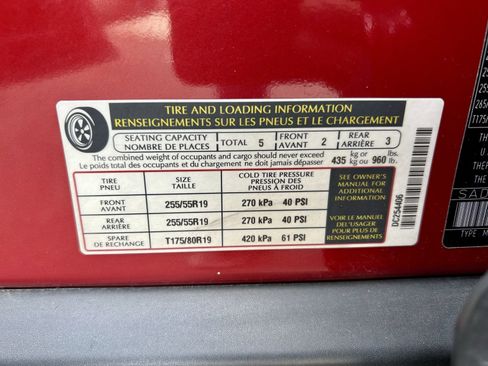 TIRE AND LOADING INFORMATION
RENSEIGNEMENTS SUR LES PNEUS ET LE CHARGEMENT
SEATING CAPACITY
NOMBRE DE PLACES
TOTAL 5
FRONT
AVANT 2
REAR
ARRIÈRE 3
The combined weight of occupants and cargo should never exceed
Le poids total des occupants et du chargement ne doit jamais dépasser
435 kg or kg ou 960 lbs. lb.
TIRE
PNEU
SIZE
TAILLE
COLD TIRE PRESSURE
PRESSION DES
PNEUS À FROID
FRONT
AVANT
255/55R19
270 kPa 40 PSI
REAR
ARRIÈRE
255/55R19
270 kPa 40 PSI
SPARE
DE RECHANGE
T175/80R19
420 kPa 61 PSI
SEE OWNER'S
MANUAL FOR
ADDITIONAL
INFORMATION
VOIR LE MANUEL
DE L'USAGER
POUR PLUS DE
RENSEIGNEMENTS
DC254406
SAD
TYPE